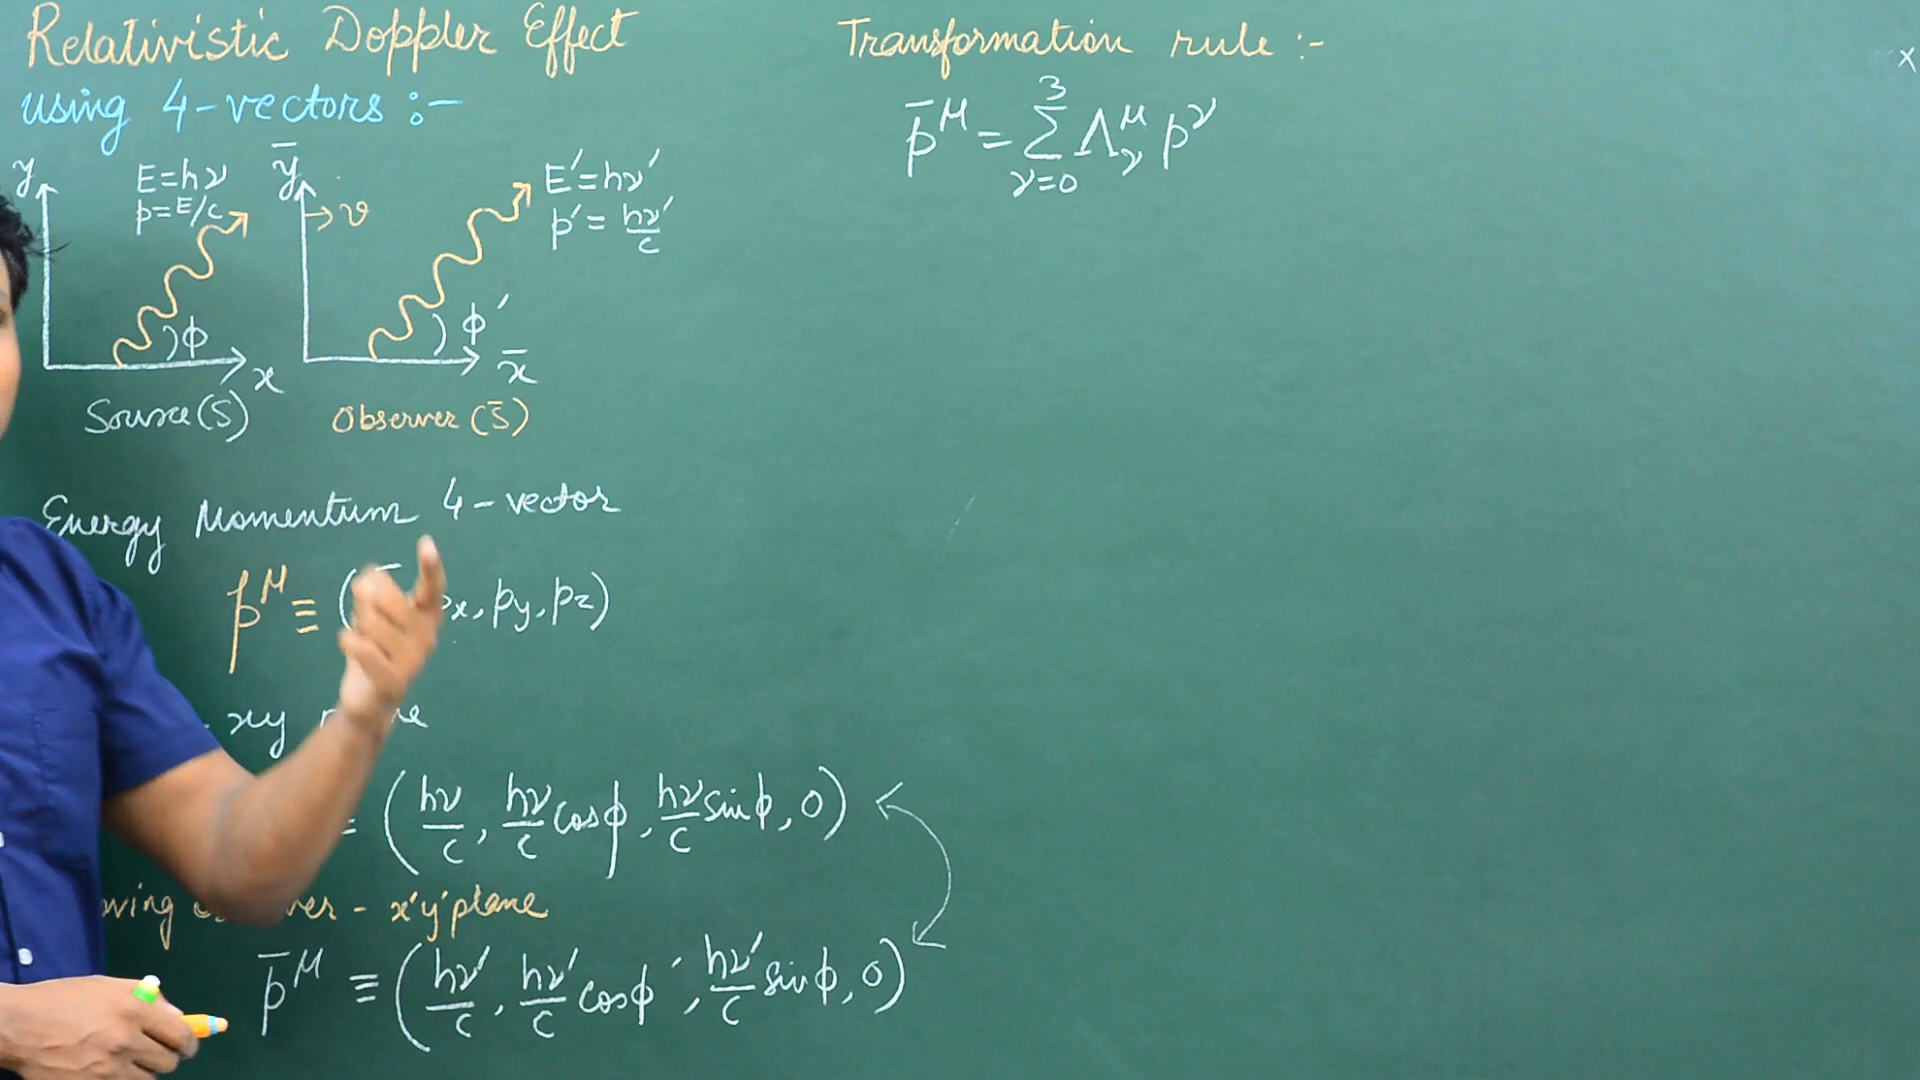 Relativistic Doppler Effect
using 4-vectors :-
y
E=hν
p=E/c
ϕ
x
Source (S)
y̅
→v
E′=hν′
p′=hν′/c
ϕ′
x̅
Observer (S̅)
Energy Momentum 4-vector
p^μ ≡ ( x, py, pz)
xy
= (hν/c, hν/c cosϕ, hν/c sinϕ, 0)
- x′y′ plane
p̅^μ ≡ (hν′/c, hν′/c cosϕ′, hν′/c sinϕ, 0)
Transformation rule :-
p̅^μ = Σ_{ν=0}^{3} Λ^μ_ν p^ν
x